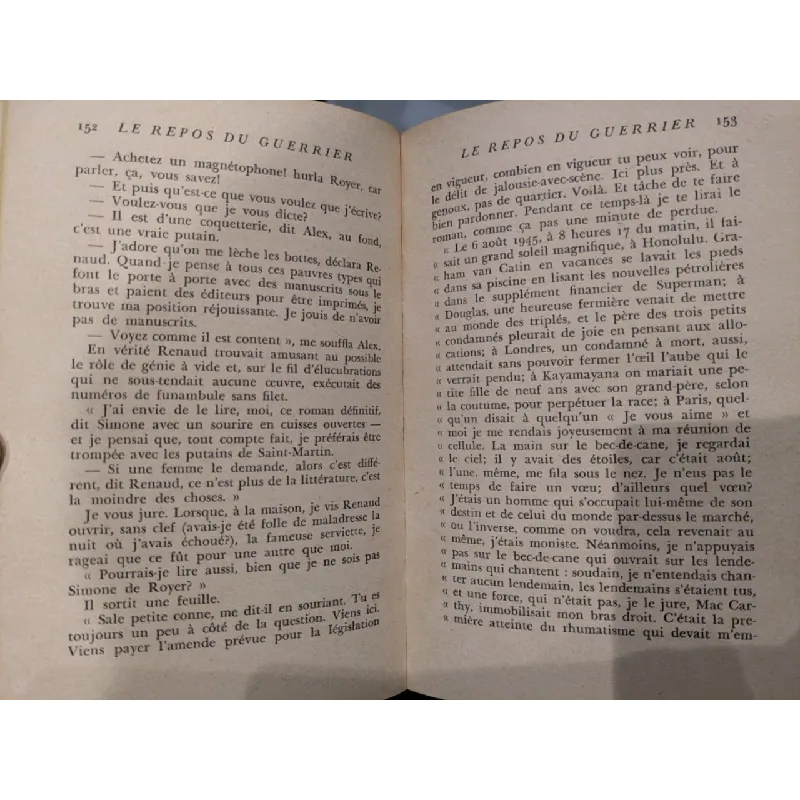 152 LE REPOS DU GUERRIER
— Achetez un magnétophone! hurla Royer, car
parler, ça, vous savez!
— Et puis qu'est-ce que vous voulez que j'écrive?
— Voulez-vous que je vous dicte?
— Il est d'une coquetterie, dit Alex, au fond,
c'est une vraie putain.
— J'adore qu'on me lèche les bottes, déclara Re-
naud. Quand je pense à tous ces pauvres types qui
font le porte à porte avec des manuscrits sous le
bras et paient des éditeurs pour être imprimés, je
trouve ma position réjouissante. Je jouis de n'avoir
pas de manuscrits.
— Voyez comme il est content », me souffla Alex.
En vérité Renaud trouvait amusant au possible
le rôle de génie à vide et, sur le fil d'élucubrations
qui ne sous-tendait aucune œuvre, exécutait des
numéros de funambule sans filet.
« J'ai envie de le lire, moi, ce roman définitif,
dit Simone avec un sourire en cuisses ouvertes —
et je pensai que, tout compte fait, je préférais être
trompée avec les putains de Saint-Martin.
— Si une femme le demande, alors c'est diffé-
rent, dit Renaud, ce n'est plus de la littérature, c'est
la moindre des choses. »
Je vous jure. Lorsque, à la maison, je vis Renaud
ouvrir, sans clef (avais-je été folle de maladresse la
nuit où j'avais échoué?), la fameuse serviette, je
rageai que ce fût pour une autre que moi.
« Pourrais-je lire aussi, bien que je ne sois pas
Simone de Royer? »
Il sortit une feuille.
« Sale petite conne, me dit-il en souriant. Tu es
toujours un peu à côté de la question. Viens ici.
Viens payer l'amende prévue pour la législation
LE REPOS DU GUERRIER 153
en vigueur, combien en vigueur tu peux voir, pour
le délit de jalousie-avec-scène. Ici plus près. Et à
genoux, pas de quartier. Voilà. Et tâche de te faire
bien pardonner. Pendant ce temps-là je te lirai le
roman, comme ça pas une minute de perdue.
« Le 6 août 1945, à 8 heures 17 du matin, il fai-
« sait un grand soleil magnifique, à Honolulu. Gra-
« ham van Catin en vacances se lavait les pieds
« dans sa piscine en lisant les nouvelles pétrolières
« dans le supplément financier de Superman; à
« Douglas, une heureuse fermière venait de mettre
« au monde des triplés, et le père des trois petits
« condamnés pleurait de joie en pensant aux allo-
« cations; à Londres, un condamné à mort, aussi,
« attendait sans pouvoir fermer l'œil l'aube qui le
« verrait pendu; à Kayamayana on mariait une pe-
« tite fille de neuf ans avec son grand-père, selon
« la coutume, pour perpétuer la race; à Paris, quel-
« qu'un disait à quelqu'un « Je vous aime » et
« moi je me rendais joyeusement à ma réunion de
« cellule. La main sur le bec-de-cane, je regardai
« le ciel; il y avait des étoiles, car c'était août;
« l'une, même, me fila sous le nez. Je n'eus pas le
« temps de faire un vœu; d'ailleurs quel vœu?
« J'étais un homme qui s'occupait lui-même de son
« destin et de celui du monde par-dessus le marché,
« ou l'inverse, comme on voudra, cela revenait au
« même, j'étais moniste. Néanmoins, je n'appuyais
« pas sur le bec-de-cane qui ouvrait sur les lende-
« mains qui chantent : soudain, je n'entendais chan-
« ter aucun lendemain, les lendemains s'étaient tus,
« et une force, qui n'était pas, je le jure, Mac Car-
« thy, immobilisait mon bras droit. C'était la pre-
« mière atteinte du rhumatisme qui devait m'em-